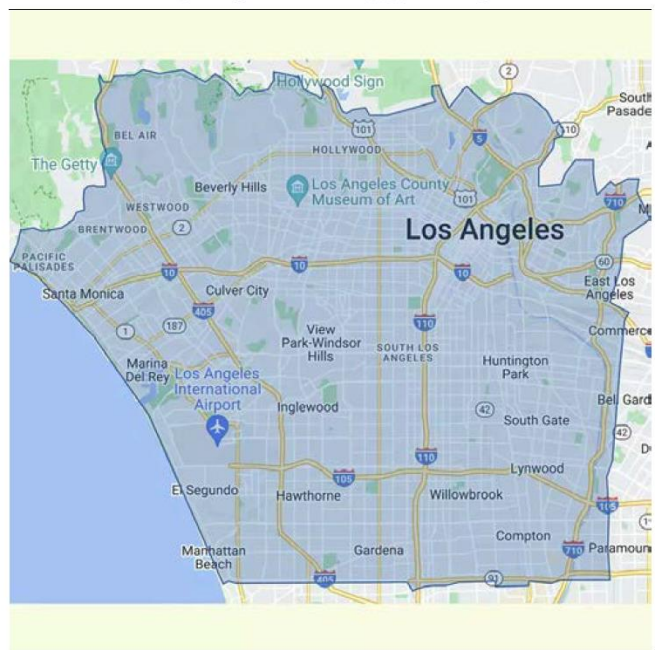 Hollywood Sign
2
South
Pasade
101
5
110
BEL AIR
HOLLYWOOD
The Getty
Beverly Hills
Los Angeles County
Museum of Art
101
710
WESTWOOD
BRENTWOOD
2
Los Angeles
PACIFIC
PALISADES
10
10
10
60
East Los
Angeles
Santa Monica
Culver City
405
1
187
View
Park-Windsor
Hills
110
SOUTH LOS
ANGELES
Commerc
Huntington
Park
Marina
Del Rey
Los Angeles
International
Airport
Inglewood
42
South Gate
Bell Gard
42
110
Lynwood
105
El Segundo
Hawthorne
Willowbrook
105
Compton
710
Paramoun
Manhattan
Beach
Gardena
405
91